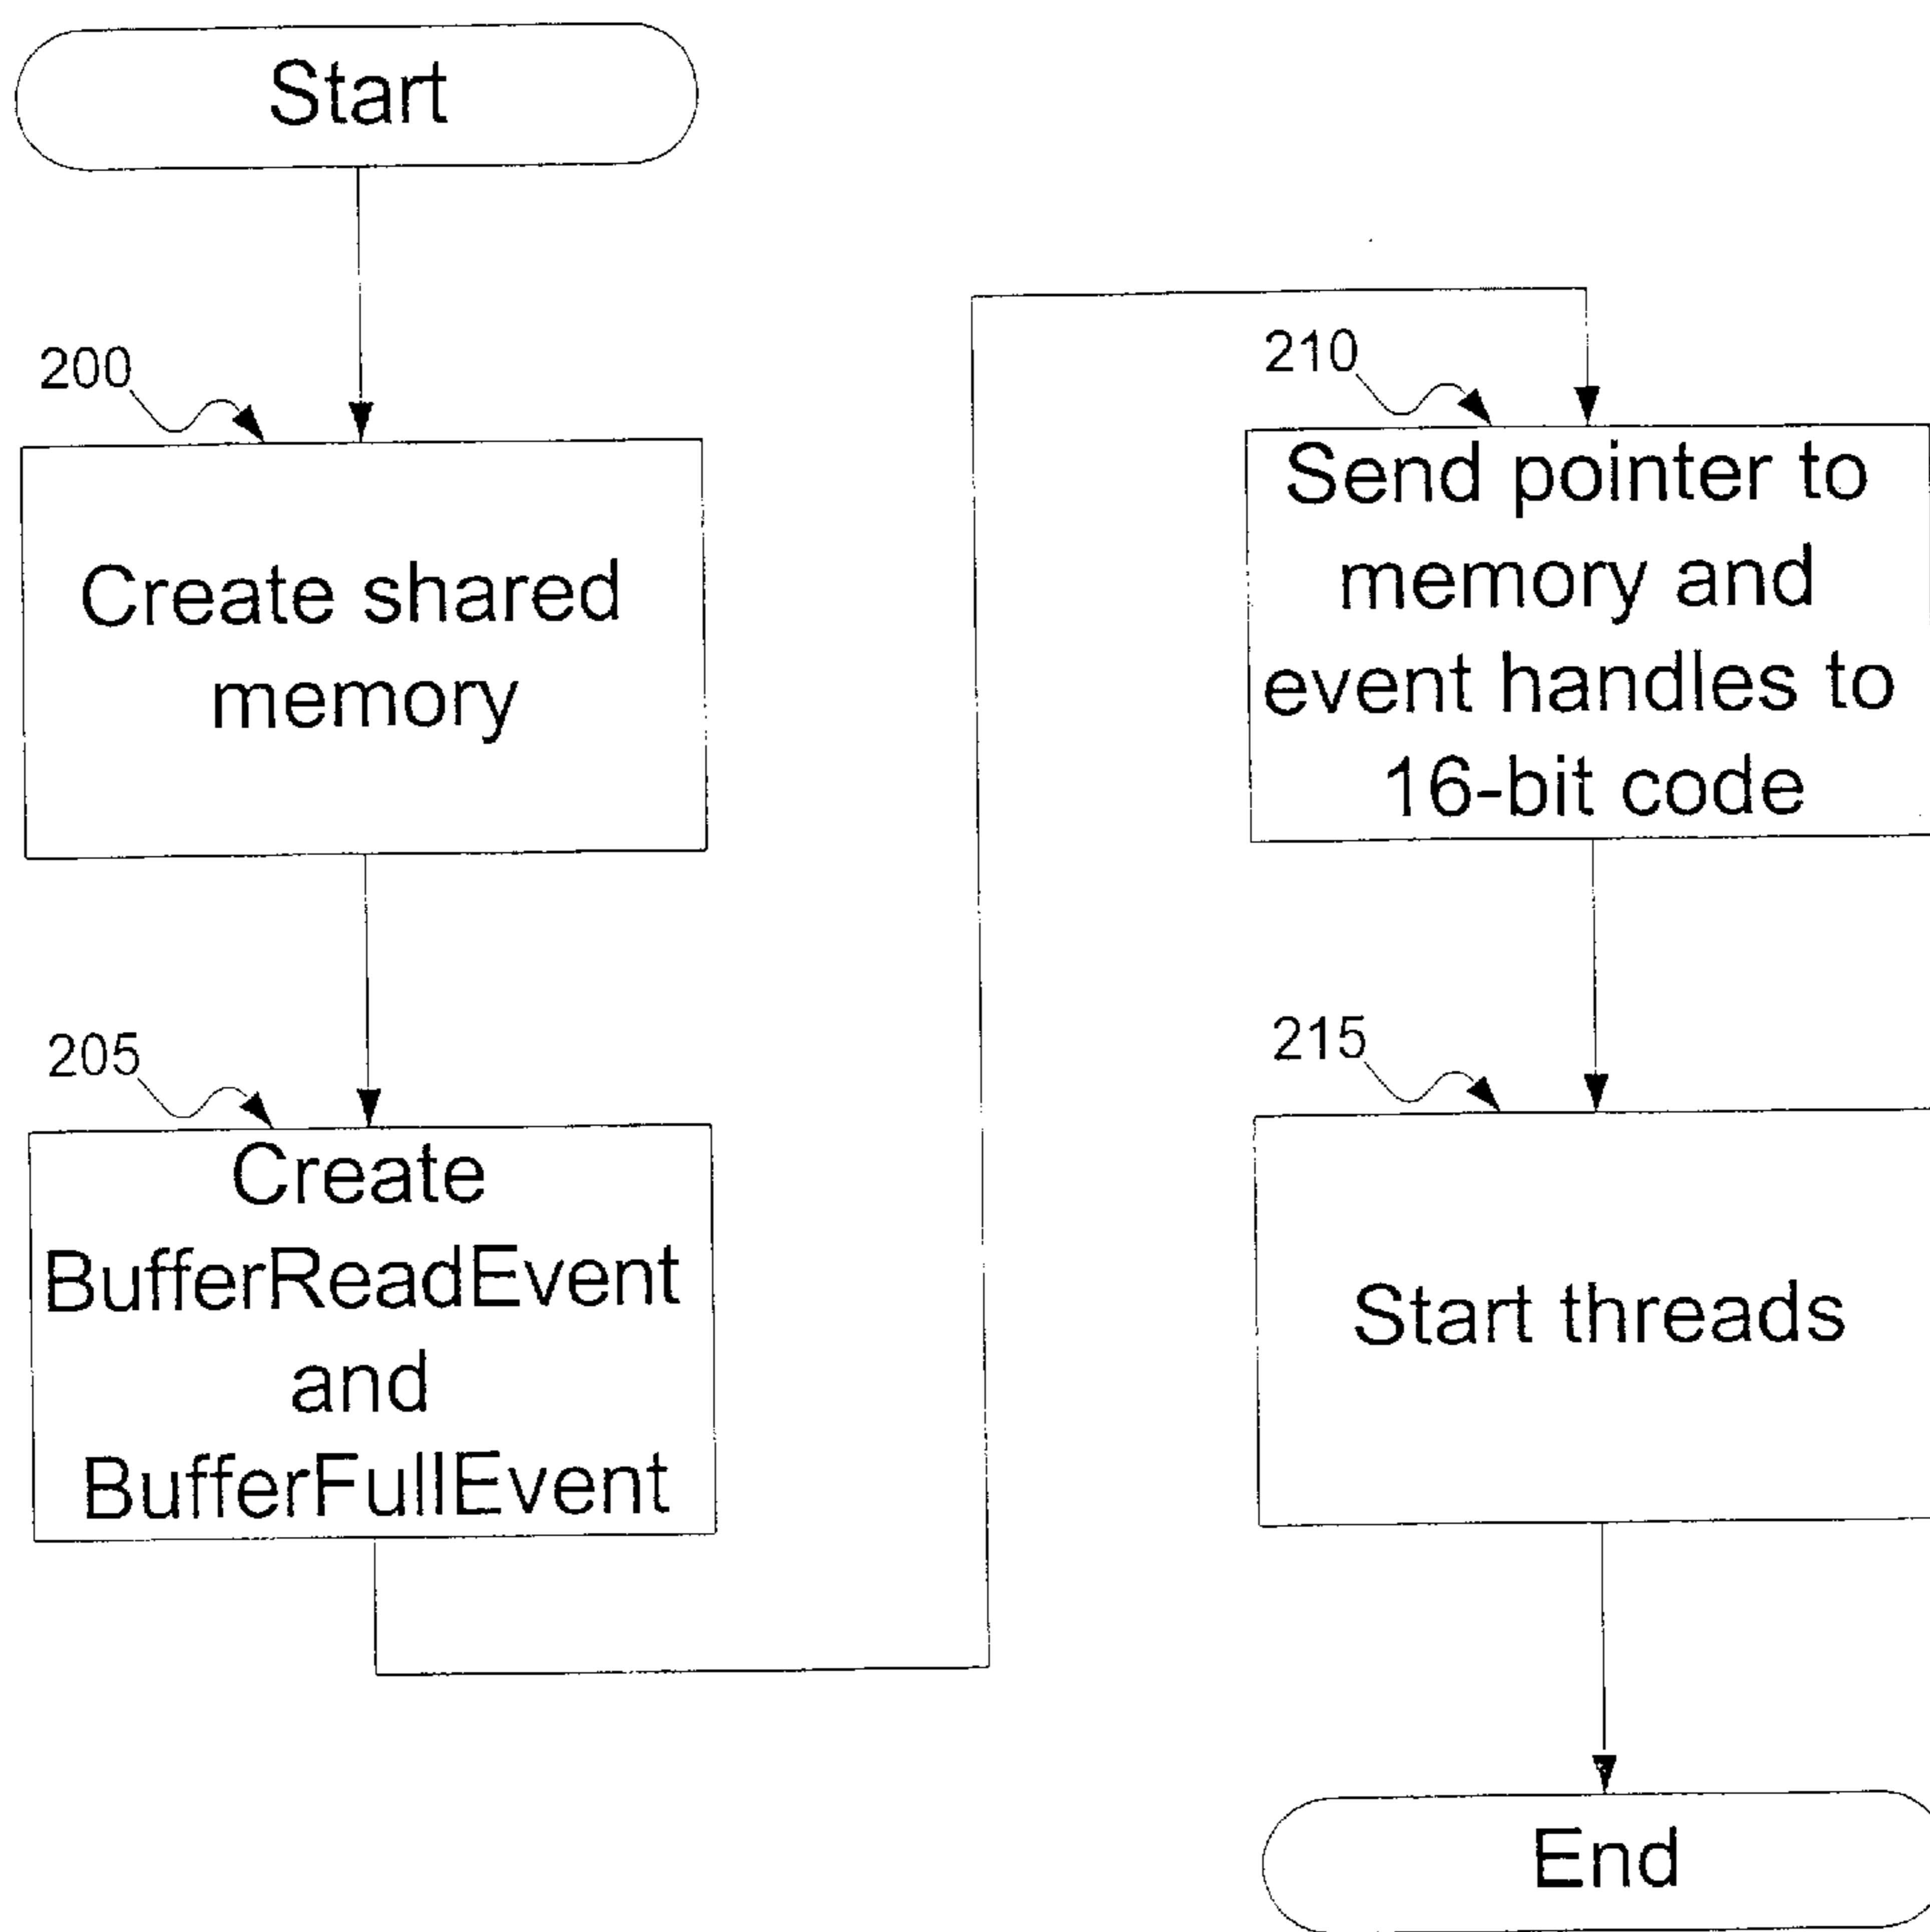 Start
200
Create shared
memory
205
Create
BufferReadEvent
and
BufferFullEvent
210
Send pointer to
memory and
event handles to
16-bit code
215
Start threads
End